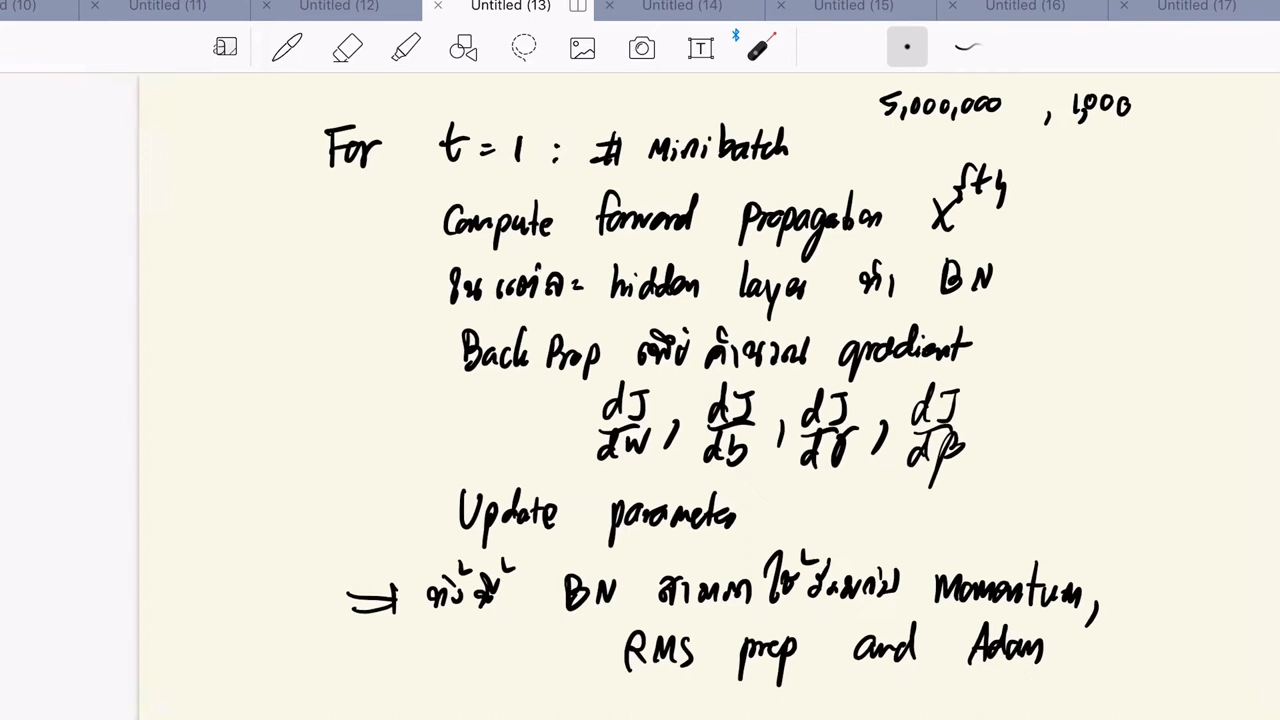 d (10) Untitled (11) Untitled (12) Untitled (13) Untitled (14) Untitled (15) Untitled (16) Untitled (17)
5,000,000 , 1,000
For t = 1 : # Minibatch
Compute forward propagation X^{t}
ในแต่ละ hidden layer ทำ BN
Back Prop เพื่อ คำนวณ gradient
dJ/dW , dJ/db , dJ/dγ , dJ/dβ
Update parameter
⇒ ทั้งนี้ BN สามารถ ใช้ร่วมกับ Momentum,
RMS prop and Adam